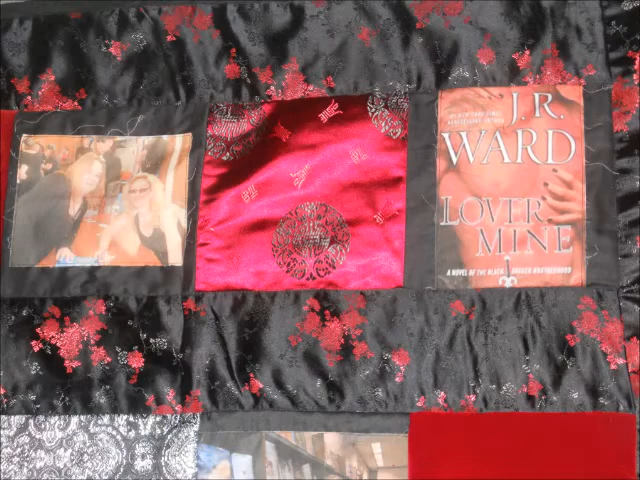 J.R.
WARD
LOVER
MINE
A NOVEL OF THE BLACK DAGGER BROTHERHOOD